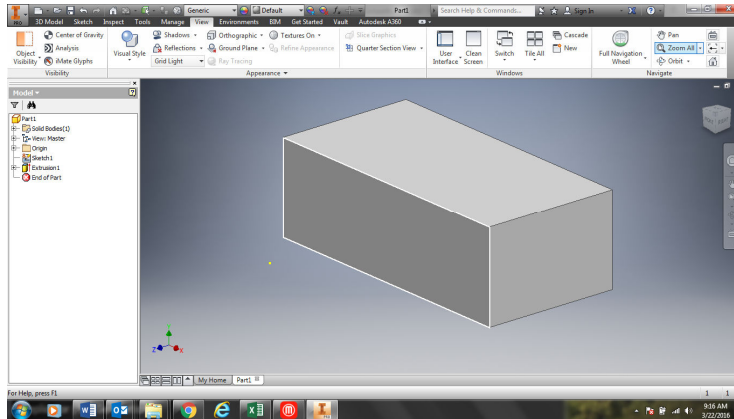 Generic Default Part1 Search Help & Commands... Sign In
PRO 3D Model Sketch Inspect Tools Manage View Environments BIM Get Started Vault Autodesk A360
Center of Gravity Shadows Orthographic Textures On Slice Graphics Cascade Pan
Analysis Reflections Ground Plane Refine Appearance Quarter Section View New Zoom All
iMate Glyphs Grid Light Ray Tracing Orbit
Object Visibility Visual Style User Interface Clean Screen Switch Tile All Full Navigation Wheel
Visibility Appearance Windows Navigate
Model
Part1
Solid Bodies(1)
View: Master
Origin
Sketch1
Extrusion1
End of Part
Z X
My Home Part1
For Help, press F1 1 1
9:16 AM
3/22/2016